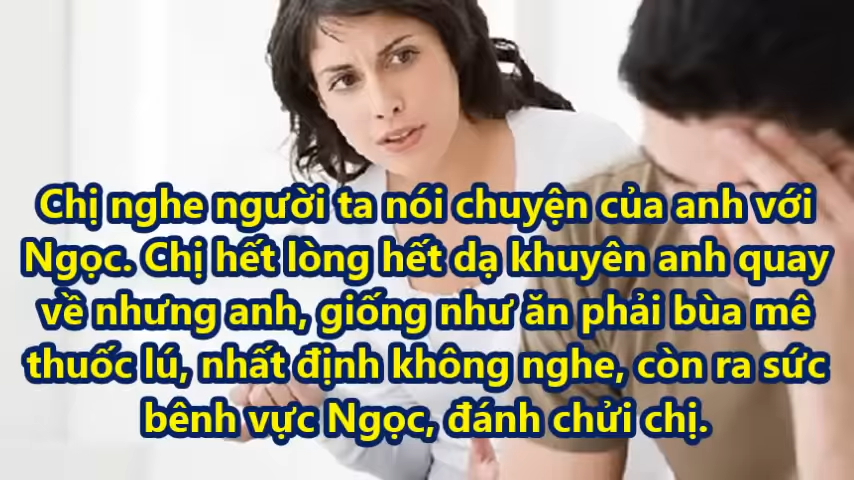 Chị nghe người ta nói chuyện của anh với
Ngọc. Chị hết lòng hết dạ khuyên anh quay
về nhưng anh, giống như ăn phải bùa mê
thuốc lú, nhất định không nghe, còn ra sức
bênh vực Ngọc, đánh chửi chị.